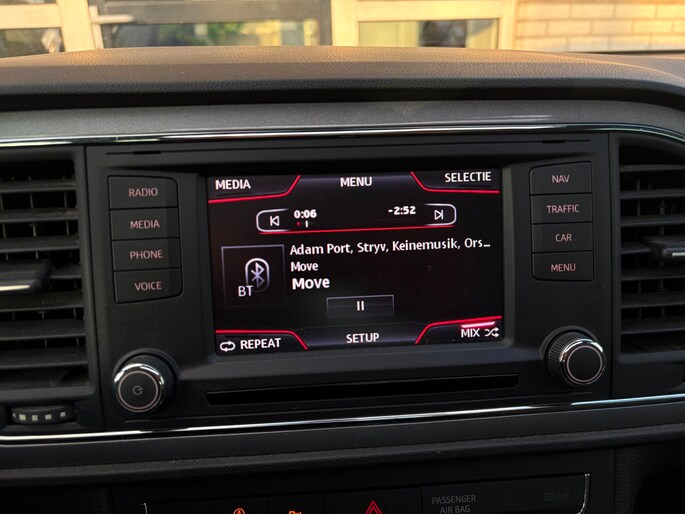 RADIO
MEDIA
PHONE
VOICE
MEDIA
MENU
SELECTIE
0:06
-2:52
Adam Port, Stryv, Keinemusik, Ors...
Move
Move
BT
REPEAT
SETUP
MIX
NAV
TRAFFIC
CAR
MENU
PASSENGER
AIR BAG